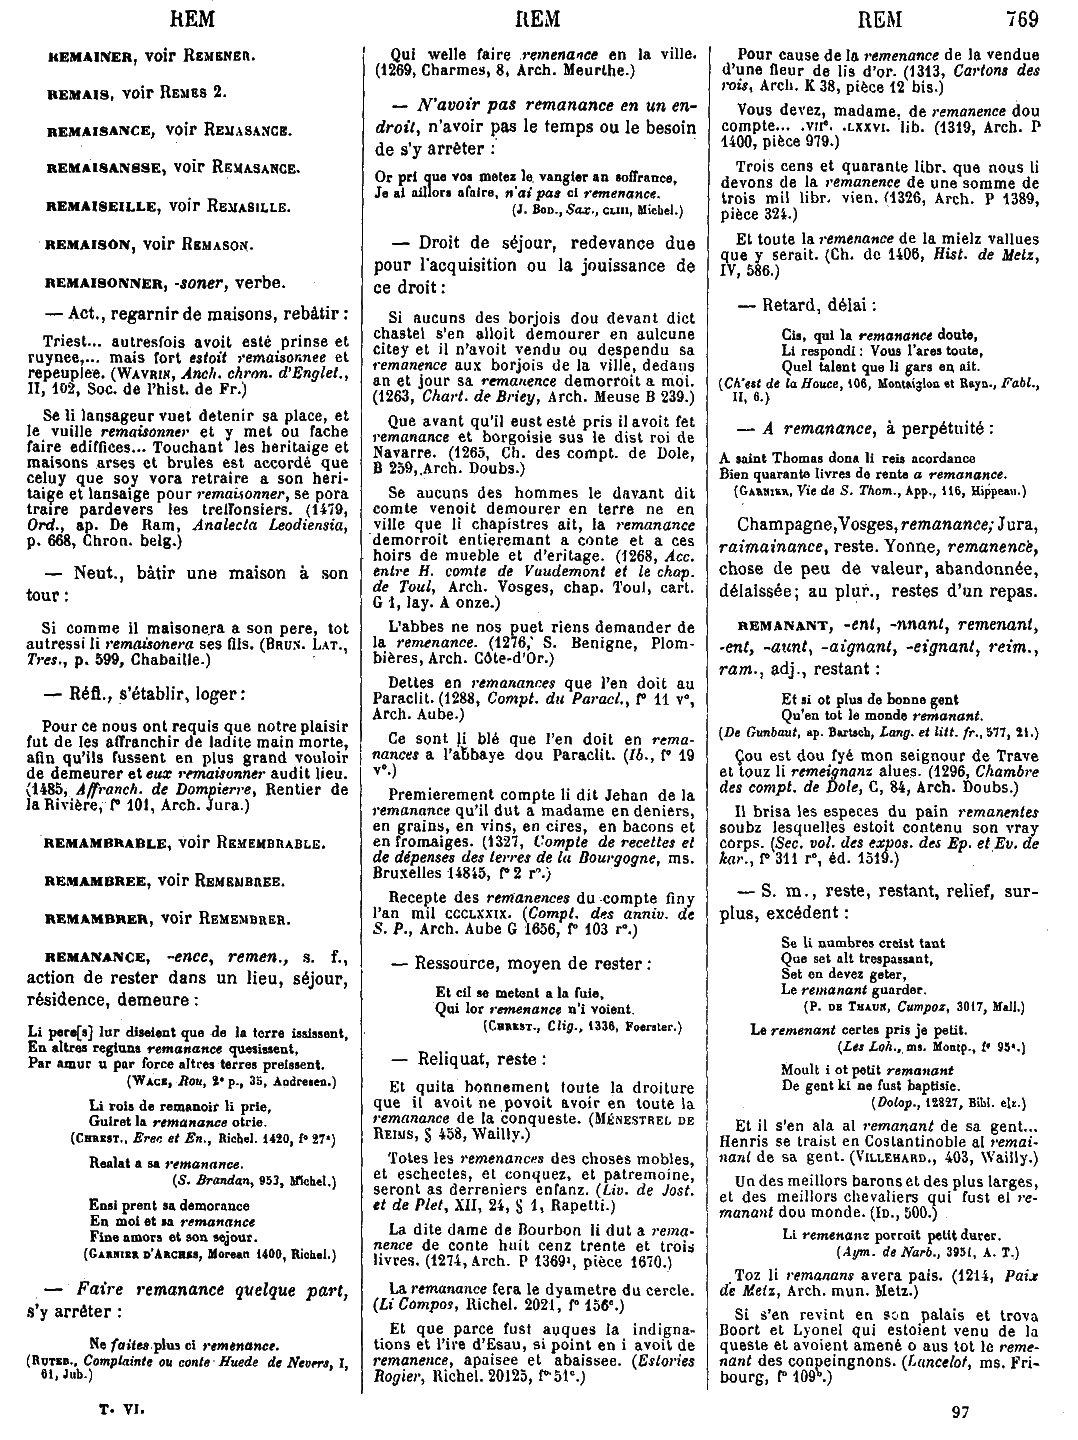 REM REM REM 769
REMAINER, voir REMENER.
REMAIS, voir REMES 2.
REMAISANCE, voir REMASANCE.
REMAISANSSE, voir REMASANCE.
REMAISEILLE, voir REMASILLE.
REMAISON, voir REMASON.
REMAISONNER, -soner, verbe.
— Act., regarnir de maisons, rebâtir :
Triest... autresfois avoit esté prinse et
ruynee,... mais fort estoit remaisonnee et
repeuplee. (WAVRIN, Anch. chron. d'Englet.,
II, 102, Soc. de l'hist. de Fr.)
Se li lansageur vuet detenir sa place, et
le vuille remaisonner et y met ou fache
faire ediffices... Touchant les heritaige et
maisons arses et brules est accordé que
celuy que soy vora retraire a son heri-
taige et lansaige pour remaisonner, se pora
traire pardevers les treffonsiers. (1479,
Ord., ap. De Ram, Analecta Leodiensia,
p. 668, Chron. belg.)
— Neut., bâtir une maison à son
tour :
Si comme il maisonera a son pere, tot
autressi li remaisonera ses fils. (BRUN. LAT.,
Tres., p. 599, Chabaille.)
— Réfl., s'établir, loger :
Pour ce nous ont requis que notre plaisir
fut de les affranchir de ladite main morte,
afin qu'ils fussent en plus grand vouloir
de demeurer et eux remaisonner audit lieu.
(1485, Affranch. de Dompierre, Rentier de
la Rivière, f° 101, Arch. Jura.)
REMAMBRABLE, voir REMEMBRABLE.
REMAMBREE, voir REMEMBREE.
REMAMBRER, voir REMEMBRER.
REMANANCE, -ence, remen., s. f.,
action de rester dans un lieu, séjour,
résidence, demeure :
Li pere[s] lur diseient que de la terre ississent,
En altres regiuns remanance quesissent,
Par amur u par force altres terres preissent.
(WACE, Rou, 2° p., 35, Andresen.)
Li rois de remanoir li prie,
Guiret la remanance otrie.
(CHREST., Erec et En., Richel. 1420, f° 27ᵃ)
Realat a sa remanance.
(S. Brandan, 953, Michel.)
Ensi prent sa demorance
En moi et sa remanance
Fine amors et son sejour.
(GARNIER D'ARCHES, Morean 1400, Richel.)
— Faire remanance quelque part,
s'y arrêter :
Ne faites plus ci remenance.
(RUTEB., Complainte ou conte Huede de Nevers, I,
61, Jub.)
T. VI.
Qui welle faire remenance en la ville.
(1269, Charmes, 8, Arch. Meurthe.)
— N'avoir pas remanance en un en-
droit, n'avoir pas le temps ou le besoin
de s'y arrêter :
Or pri que vos metez le vangier an soffrance,
Je ai aillors afaire, n'ai pas ci remenance.
(J. BOD., Sax., CLIII, Michel.)
— Droit de séjour, redevance due
pour l'acquisition ou la jouissance de
ce droit :
Si aucuns des borjois dou devant dict
chastel s'en alloit demourer en aulcune
citey et il n'avoit vendu ou despendu sa
remenance aux borjois de la ville, dedans
an et jour sa remanence demorroit a moi.
(1263, Chart. de Briey, Arch. Meuse B 239.)
Que avant qu'il eust esté pris il avoit fet
remanance et borgoisie sus le dist roi de
Navarre. (1265, Ch. des compt. de Dole,
B 259, Arch. Doubs.)
Se aucuns des hommes le davant dit
comte venoit demourer en terre ne en
ville que li chapistres ait, la remanance
demorroit entieremant a conte et a ces
hoirs de mueble et d'eritage. (1268, Acc.
entre H. comte de Vaudemont et le chap.
de Toul, Arch. Vosges, chap. Toul, cart.
G 1, lay. A onze.)
L'abbes ne nos puet riens demander de
la remenance. (1276, S. Benigne, Plom-
bières, Arch. Côte-d'Or.)
Dettes en remanances que l'en doit au
Paraclit. (1288, Compt. du Paracl., f° 11 v°,
Arch. Aube.)
Ce sont li blé que l'en doit en rema-
nances a l'abbaye dou Paraclit. (Ib., f° 19
v°.)
Premierement compte li dit Jehan de la
remanance qu'il dut a madame en deniers,
en grains, en vins, en cires, en bacons et
en fromaiges. (1327, Compte de recettes et
de dépenses des terres de la Bourgogne, ms.
Bruxelles 14845, f° 2 r°.)
Recepte des remanences du compte finy
l'an mil CCCLXXIX. (Compt. des anniv. de
S. P., Arch. Aube G 1656, f° 103 r°.)
— Ressource, moyen de rester :
Et cil se metent a la fuie,
Qui lor remenance n'i voient.
(CHREST., Clig., 1336, Foerster.)
— Reliquat, reste :
Et quita bonnement toute la droiture
que il avoit ne povoit avoir en toute la
remanance de la conqueste. (MÉNESTREL DE
REIMS, § 458, Wailly.)
Totes les remenances des choses mobles,
et eschectes, et conquez, et patremoine,
seront as derreniers enfanz. (Liv. de Jost.
et de Plet, XII, 24, § 1, Rapetti.)
La dite dame de Bourbon li dut a rema-
nence de conte huit cenz trente et trois
livres. (1274, Arch. P 1369¹, pièce 1670.)
La remanance fera le dyametre du cercle.
(Li Compos, Richel. 2021, f° 156ᶜ.)
Et que parce fust auques la indigna-
tions et l'ire d'Esau, si point en i avoit de
remanence, apaisee et abaissee. (Estories
Rogier, Richel. 20125, f° 51ᶜ.)
Pour cause de la remenance de la vendue
d'une fleur de lis d'or. (1313, Cartons des
rois, Arch. K 38, pièce 12 bis.)
Vous devez, madame, de remanence dou
compte... .VIIᶜ. .LXXVI. lib. (1319, Arch. P
1400, pièce 979.)
Trois cens et quarante libr. que nous li
devons de la remanence de une somme de
trois mil libr. vien. (1326, Arch. P 1389,
pièce 324.)
Et toute la remenance de la mielz vallues
que y serait. (Ch. de 1406, Hist. de Metz,
IV, 586.)
— Retard, délai :
Cis, qui la remanance doute,
Li respondi : Vous l'ares toute,
Quel talent que li gars en ait.
(Ch'est de la Houce, 106, Montaiglon et Rayn., Fabl.,
II, 6.)
— A remanance, à perpétuité :
A saint Thomas dona li reis acordance
Bien quarante livres de rente a remanance.
(GARNIER, Vie de S. Thom., App., 116, Hippeau.)
Champagne, Vosges, remanance; Jura,
raimainance, reste. Yonne, remanence,
chose de peu de valeur, abandonnée,
délaissée; au plur., restes d'un repas.
REMANANT, -ent, -nnant, remenant,
-ent, -aunt, -aignant, -eignant, reim.,
ram., adj., restant :
Et si ot plus de bonne gent
Qu'en tot le monde remanant.
(De Gunbaut, ap. Bartsch, Lang. et litt. fr., 577, 21.)
Çou est dou fyé mon seignour de Trave
et touz li remeignanz alues. (1296, Chambre
des compt. de Dole, C, 84, Arch. Doubs.)
Il brisa les especes du pain remanentes
soubz lesquelles estoit contenu son vray
corps. (Sec. vol. des expos. des Ep. et Ev. de
kar., f° 311 r°, éd. 1519.)
— S. m., reste, restant, relief, sur-
plus, excédent :
Se li numbres creist tant
Que set alt trespassant,
Set en devez geter,
Le remanant guarder.
(P. DE THAUN, Cumpoz, 3017, Mall.)
Le remenant certes pris je petit.
(Les Loh., ms. Montp., f° 95ᵃ.)
Moult i ot petit remanant
De gent ki ne fust baptisie.
(Dolop., 12827, Bibl. elz.)
Et il s'en ala al remanant de sa gent...
Henris se traist en Costantinoble al remai-
nant de sa gent. (VILLEHARD., 403, Wailly.)
Un des meillors barons et des plus larges,
et des meillors chevaliers qui fust el re-
manant dou monde. (ID., 500.)
Li remenanz porroit petit durer.
(Aym. de Narb., 3951, A. T.)
Toz li remanans avera pais. (1214, Paix
de Metz, Arch. mun. Metz.)
Si s'en revint en son palais et trova
Boort et Lyonel qui estoient venu de la
queste et avoient amené o aus tot le reme-
nant des conpeingnons. (Lancelot, ms. Fri-
bourg, f° 109ᵇ.)
97